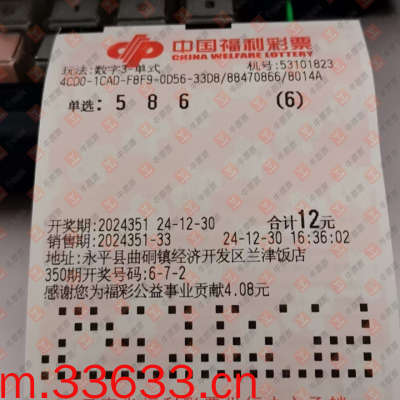 中国福利彩票
CHINA WELFARE LOTTERY
玩法:数字3-单式 机号:53101823
4CD0-1CAD-F8F9-0D56-33D8/88470866/8014A
单选: 5 8 6 (6)
开奖期:2024351 24-12-30 合计12元
销售期:2024351-33 24-12-30 16:36:02
地址:永平县曲硐镇经济开发区兰津饭店
350期开奖号码:6-7-2
感谢您为福彩公益事业贡献4.08元
m.33633.cn